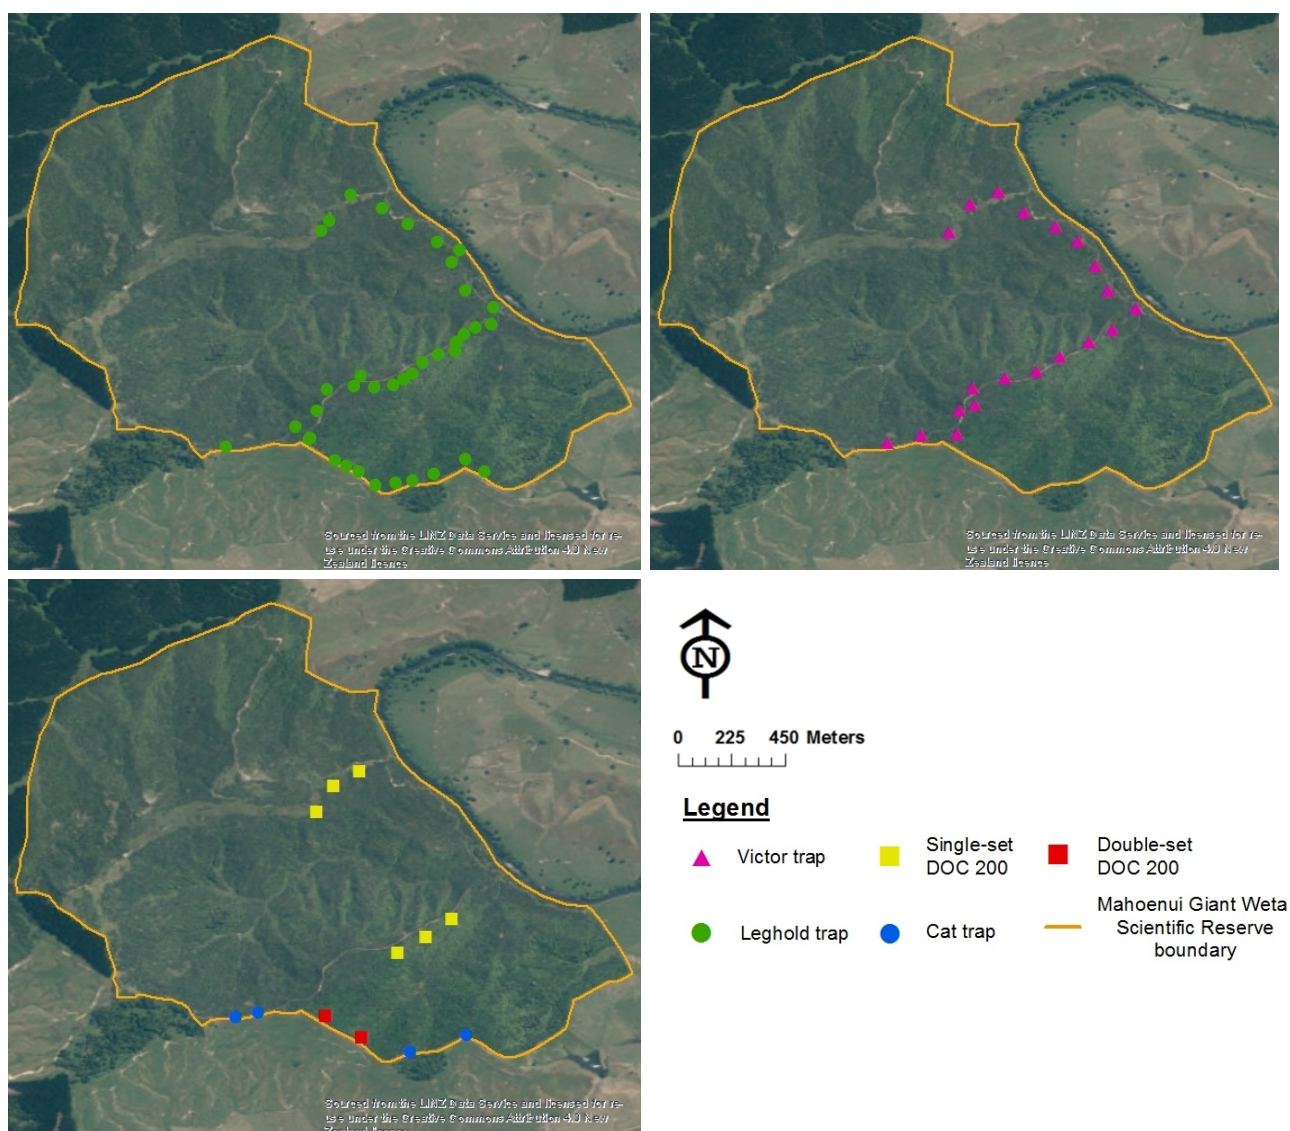 Sourced from the LINZ Data Service and licensed for re-
use under the Creative Commons Attribution 4.0 New
Zealand licence
Sourced from the LINZ Data Service and licensed for re-
use under the Creative Commons Attribution 4.0 New
Zealand licence
Sourced from the LINZ Data Service and licensed for re-
use under the Creative Commons Attribution 4.0 New
Zealand licence
N
0 225 450 Meters
Legend
Victor trap
Single-set
DOC 200
Double-set
DOC 200
Leghold trap
Cat trap
Mahoenui Giant Weta
Scientific Reserve
boundary